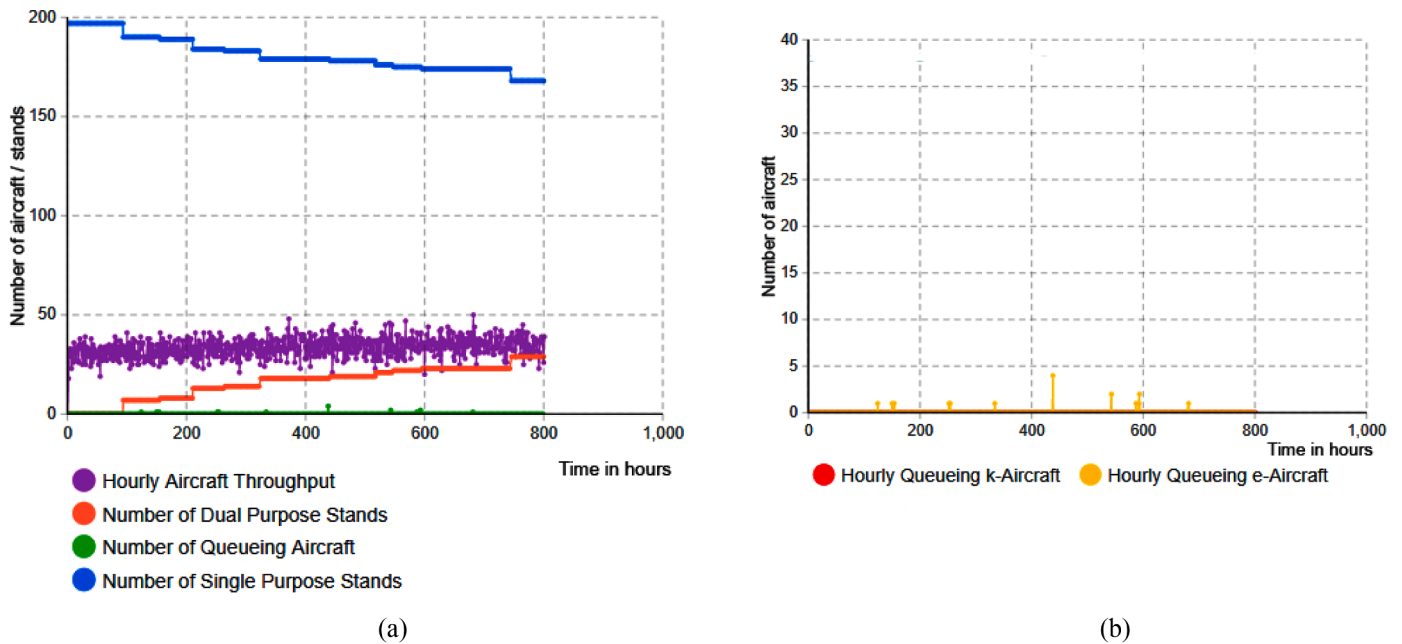 200
150
100
50
0
Number of aircraft / stands
0
200
400
600
800
1,000
Time in hours
Hourly Aircraft Throughput
Number of Dual Purpose Stands
Number of Queueing Aircraft
Number of Single Purpose Stands
(a)
40
35
30
25
20
15
10
5
0
Number of aircraft
0
200
400
600
800
1,000
Time in hours
Hourly Queueing k-Aircraft
Hourly Queueing e-Aircraft
(b)